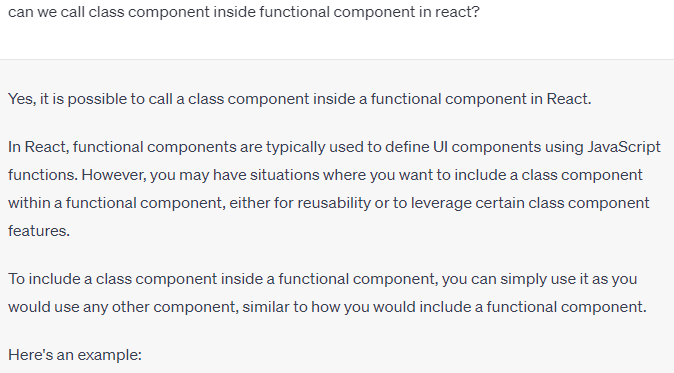 can we call class component inside functional component in react?
Yes, it is possible to call a class component inside a functional component in React.
In React, functional components are typically used to define UI components using JavaScript
functions. However, you may have situations where you want to include a class component
within a functional component, either for reusability or to leverage certain class component
features.
To include a class component inside a functional component, you can simply use it as you
would use any other component, similar to how you would include a functional component.
Here's an example: